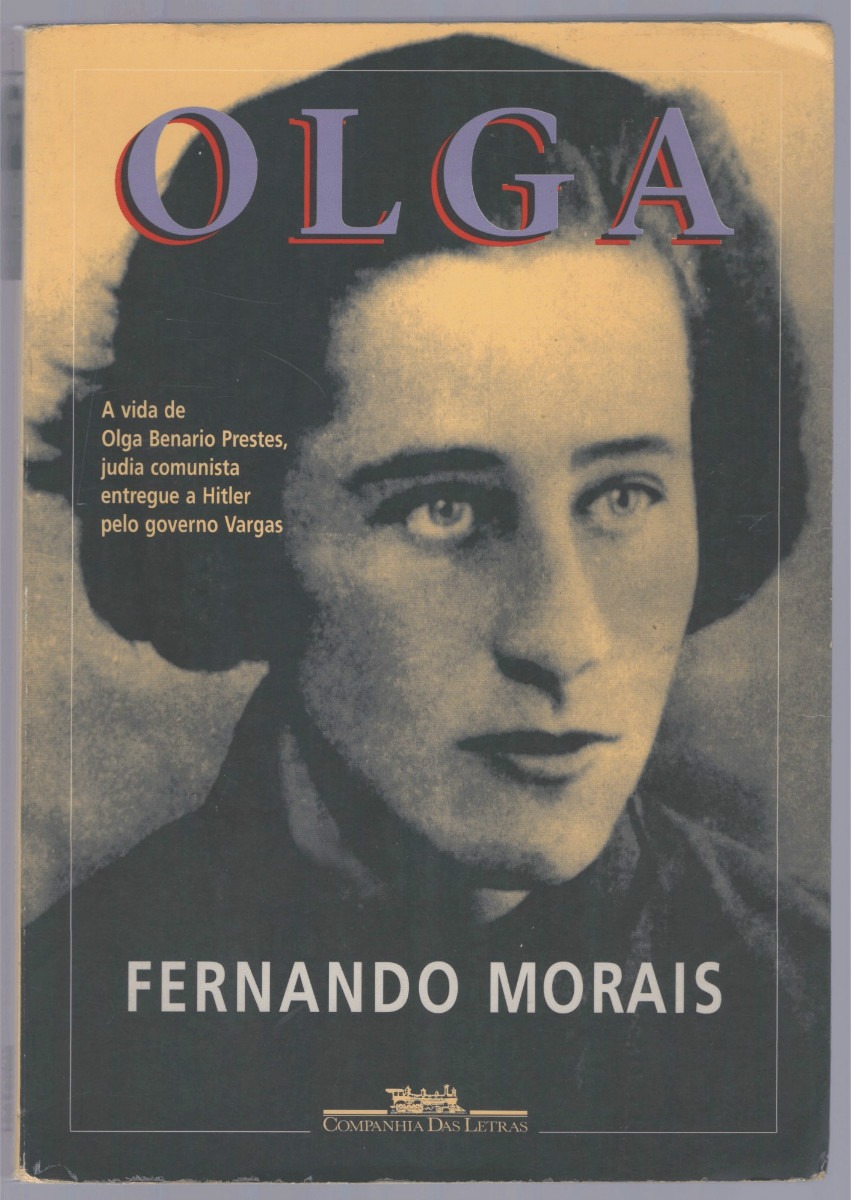 OLGA
A vida de
Olga Benario Prestes,
judia comunista
entregue a Hitler
pelo governo Vargas
FERNANDO MORAIS
COMPANHIA DAS LETRAS